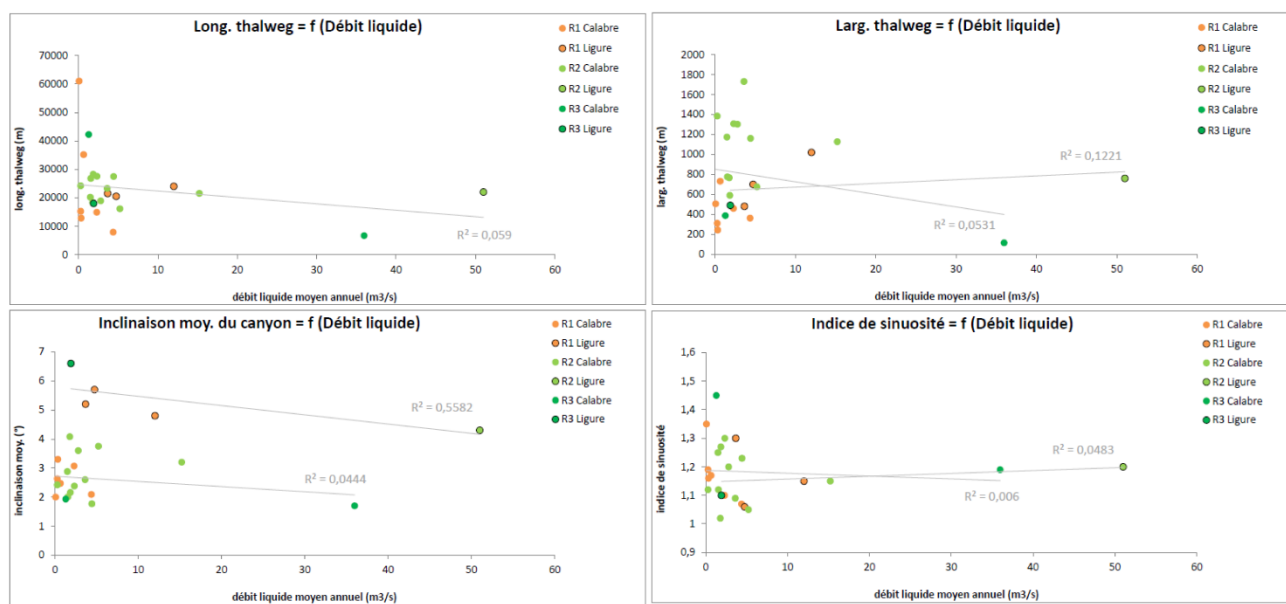 Long. thalweg = f (Débit liquide)
long. thalweg (m)
70000
60000
50000
40000
30000
20000
10000
0
0 10 20 30 40 50 60
débit liquide moyen annuel (m3/s)
R² = 0,059
R1 Calabre
R1 Ligure
R2 Calabre
R2 Ligure
R3 Calabre
R3 Ligure
Larg. thalweg = f (Débit liquide)
larg. thalweg (m)
2000
1800
1600
1400
1200
1000
800
600
400
200
0
0 10 20 30 40 50 60
débit liquide moyen annuel (m3/s)
R² = 0,1221
R² = 0,0531
R1 Calabre
R1 Ligure
R2 Calabre
R2 Ligure
R3 Calabre
R3 Ligure
Inclinaison moy. du canyon = f (Débit liquide)
inclinaison moy. (°)
7
6
5
4
3
2
1
0
0 10 20 30 40 50 60
débit liquide moyen annuel (m3/s)
R² = 0,5582
R² = 0,0444
R1 Calabre
R1 Ligure
R2 Calabre
R2 Ligure
R3 Calabre
R3 Ligure
Indice de sinuosité = f (Débit liquide)
indice de sinuosité
1,6
1,5
1,4
1,3
1,2
1,1
1
0,9
0 10 20 30 40 50 60
débit liquide moyen annuel (m3/s)
R² = 0,0483
R² = 0,006
R1 Calabre
R1 Ligure
R2 Calabre
R2 Ligure
R3 Calabre
R3 Ligure